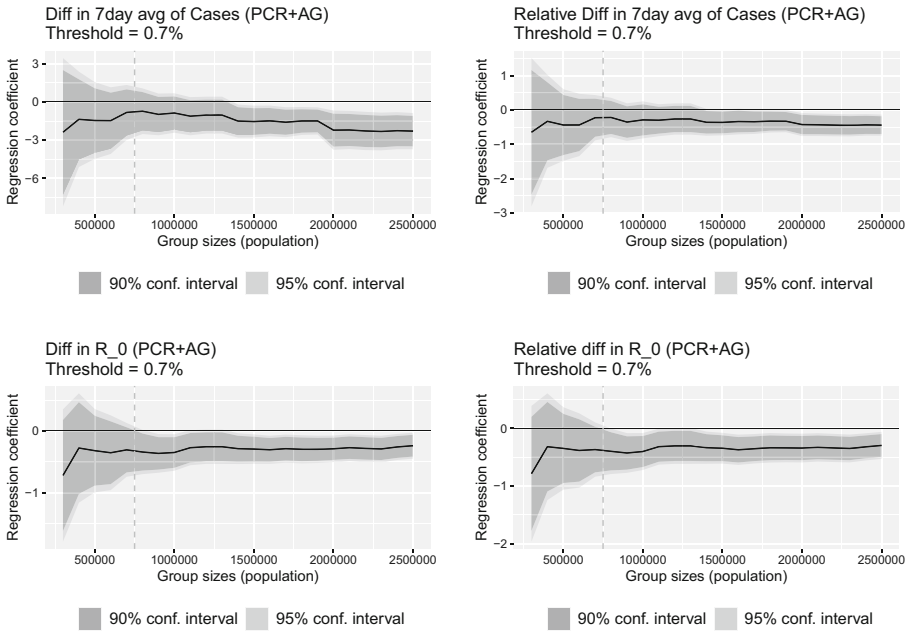 Diff in 7day avg of Cases (PCR+AG)
Threshold = 0.7%
3
0
−3
−6
Regression coefficient
500000 1000000 1500000 2000000 2500000
Group sizes (population)
90% conf. interval 95% conf. interval
Relative Diff in 7day avg of Cases (PCR+AG)
Threshold = 0.7%
1
0
−1
−2
−3
Regression coefficient
500000 1000000 1500000 2000000 2500000
Group sizes (population)
90% conf. interval 95% conf. interval
Diff in R_0 (PCR+AG)
Threshold = 0.7%
0
−1
Regression coefficient
500000 1000000 1500000 2000000 2500000
Group sizes (population)
90% conf. interval 95% conf. interval
Relative diff in R_0 (PCR+AG)
Threshold = 0.7%
0
−1
−2
Regression coefficient
500000 1000000 1500000 2000000 2500000
Group sizes (population)
90% conf. interval 95% conf. interval